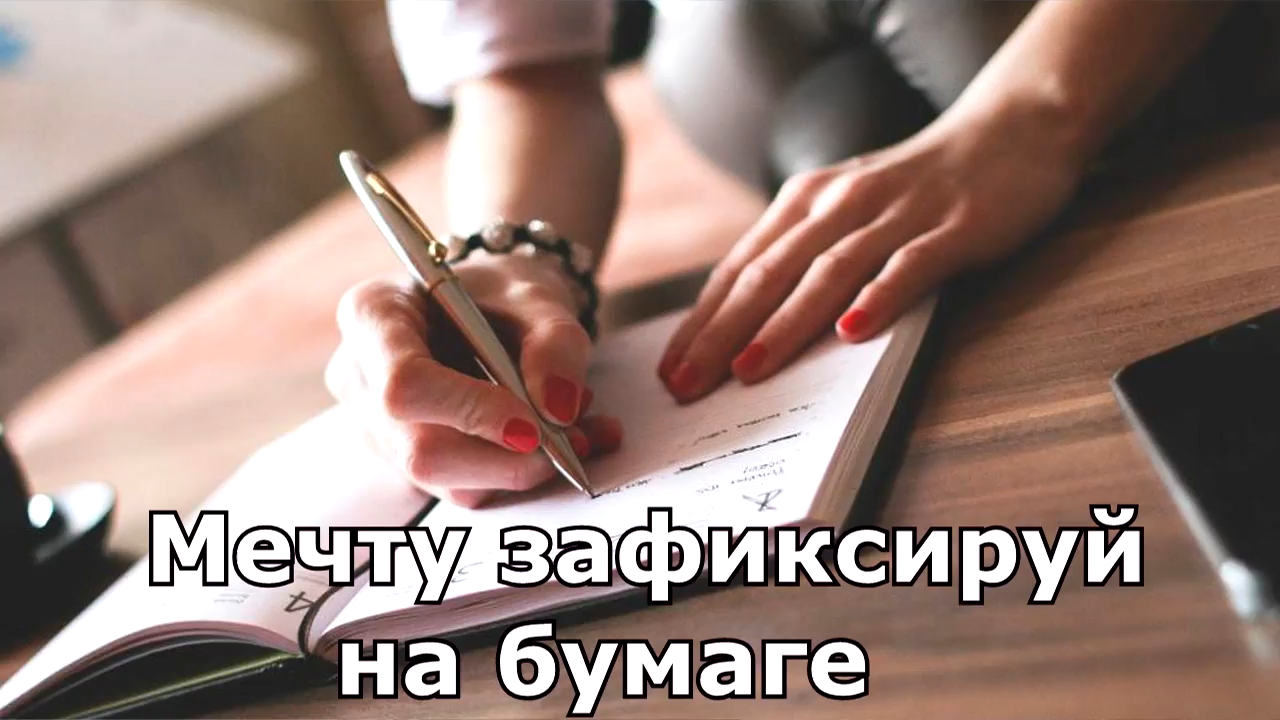 Мечту зафиксируй
на бумаге